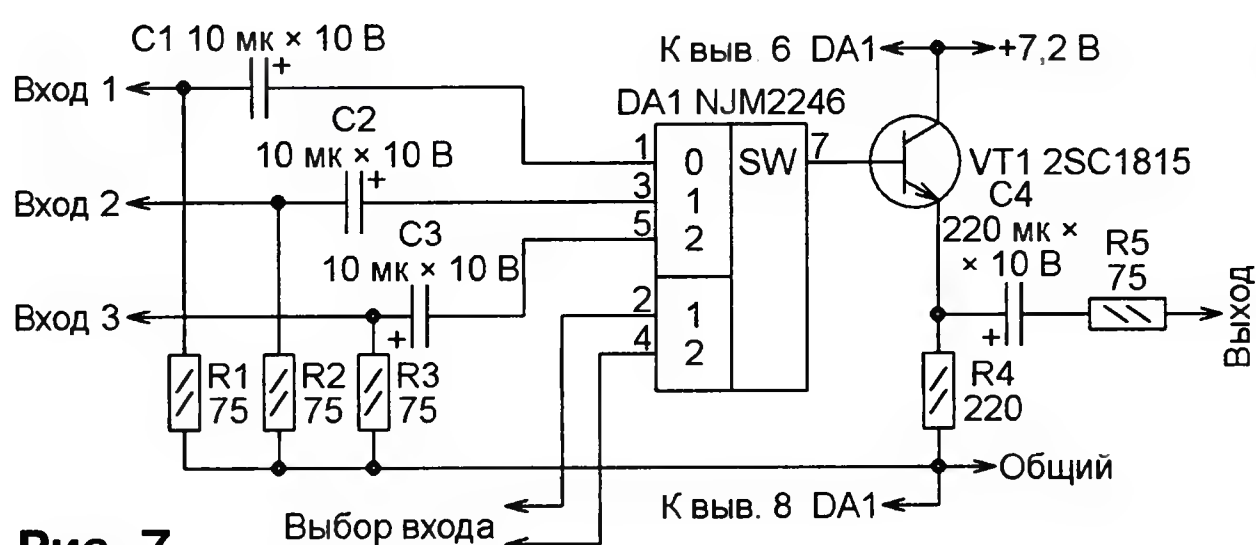 C1 10 мк × 10 В
К выв. 6 DA1
+7,2 В
Вход 1
+
DA1 NJM2246
C2
10 мк × 10 В
+
1
0
SW
7
VT1 2SC1815
Вход 2
3
1
C4
220 мк ×
× 10 В
C3
10 мк × 10 В
5
2
R5
75
Вход 3
+
2
1
4
2
+
Выход
R1
75
R2
75
R3
75
R4
220
Общий
К выв. 8 DA1
Выбор входа
Рис. 7